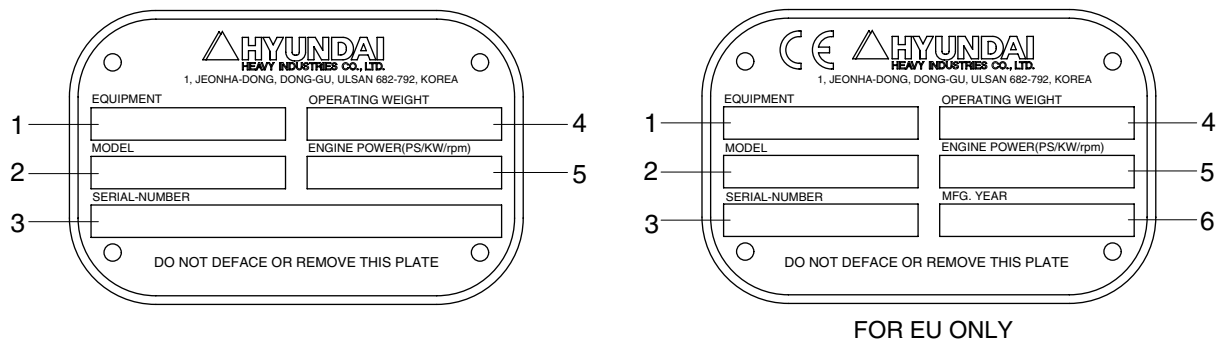 HYUNDAI
HEAVY INDUSTRIES CO., LTD.
1, JEONHA-DONG, DONG-GU, ULSAN 682-792, KOREA
EQUIPMENT OPERATING WEIGHT
1 4
MODEL ENGINE POWER(PS/KW/rpm)
2 5
SERIAL-NUMBER
3
DO NOT DEFACE OR REMOVE THIS PLATE
CE HYUNDAI
HEAVY INDUSTRIES CO., LTD.
1, JEONHA-DONG, DONG-GU, ULSAN 682-792, KOREA
EQUIPMENT OPERATING WEIGHT
1 4
MODEL ENGINE POWER(PS/KW/rpm)
2 5
SERIAL-NUMBER MFG. YEAR
3 6
DO NOT DEFACE OR REMOVE THIS PLATE
FOR EU ONLY